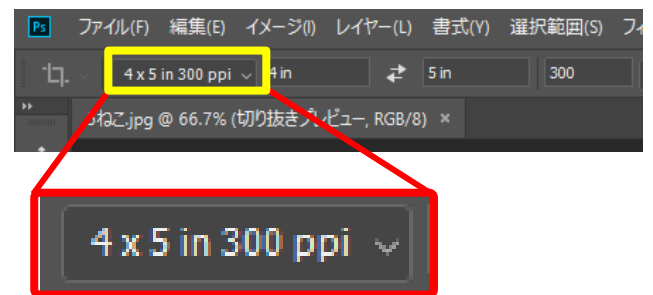 Ps ファイル(F) 編集(E) イメージ(I) レイヤー(L) 書式(Y) 選択範囲(S)
4 x 5 in 300 ppi 4 in 5 in 300
ねこ.jpg @ 66.7% (切り抜きプレビュー, RGB/8) ×
4 x 5 in 300 ppi